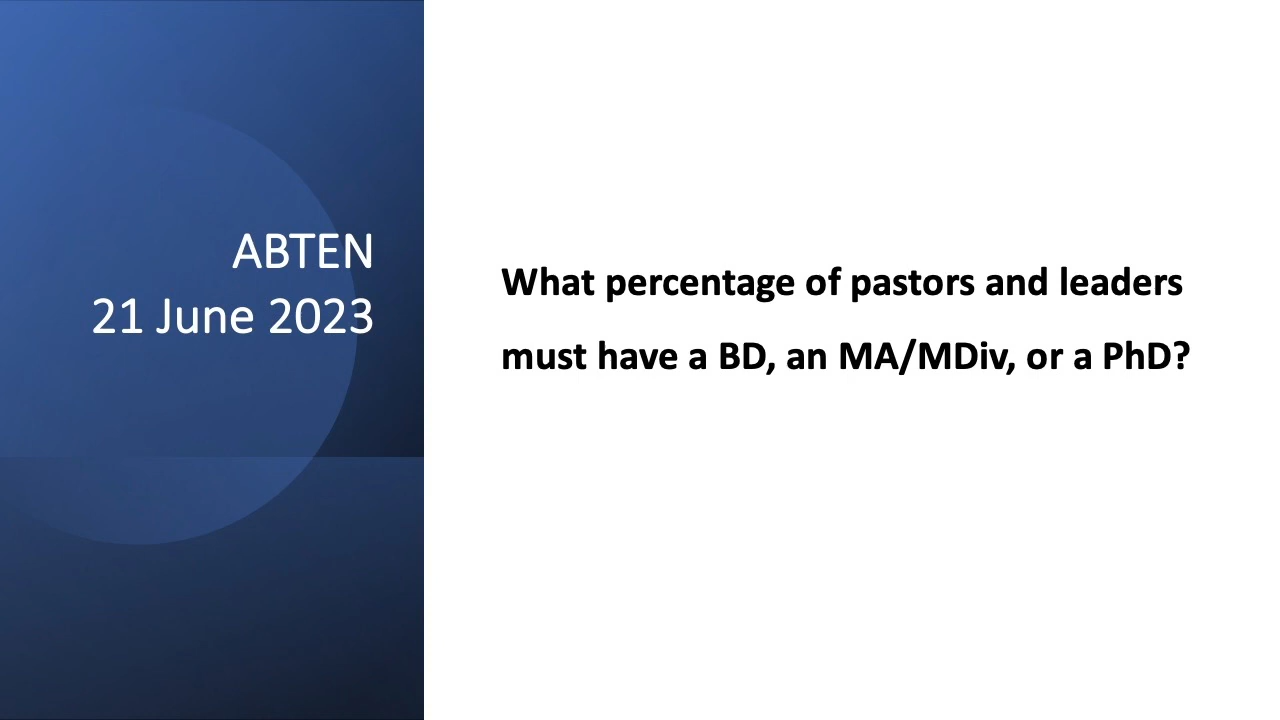 ABTEN
21 June 2023
What percentage of pastors and leaders
must have a BD, an MA/MDiv, or a PhD?